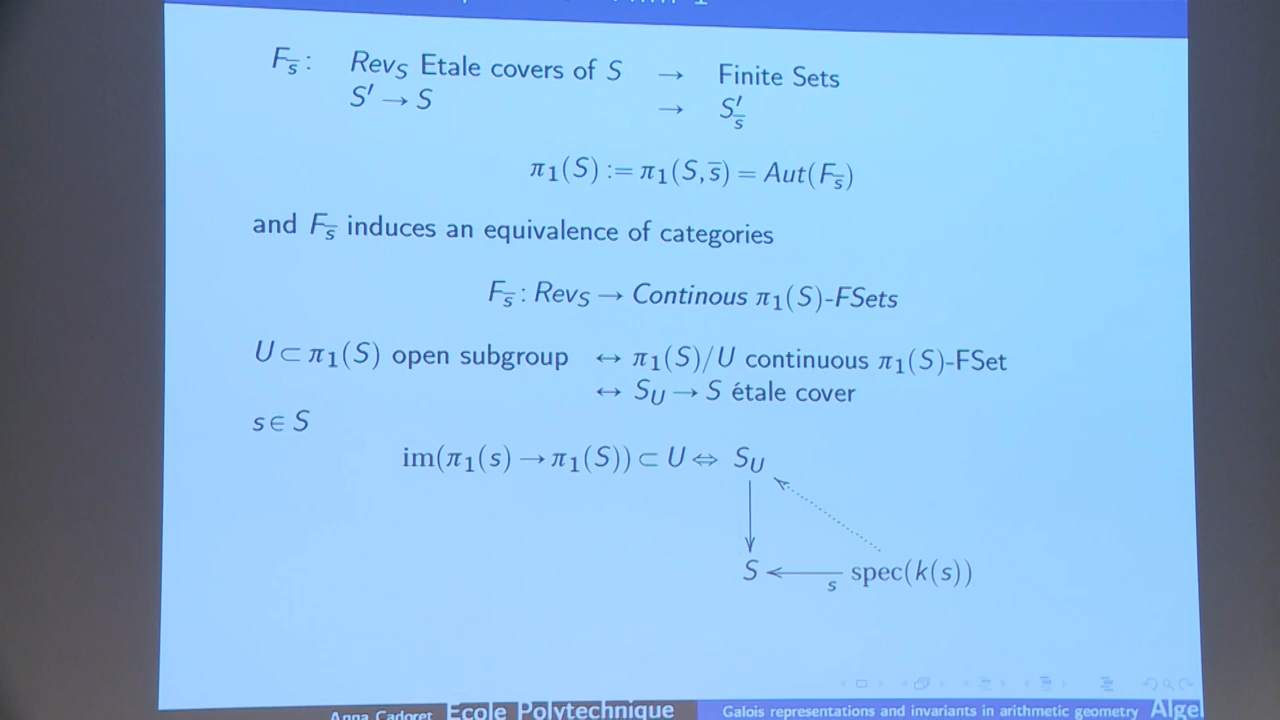 F_s̅ : Rev_S Etale covers of S → Finite Sets
S′ → S → S′_s̅
π₁(S) := π₁(S, s̅) = Aut(F_s̅)
and F_s̅ induces an equivalence of categories
F_s̅ : Rev_S → Continous π₁(S)-FSets
U ⊂ π₁(S) open subgroup ↔ π₁(S)/U continuous π₁(S)-FSet
↔ S_U → S étale cover
s ∈ S
im(π₁(s) → π₁(S)) ⊂ U ⇔ S_U
S ← s spec(k(s))
Anna Cadoret Ecole Polytechnique Galois representations and invariants in arithmetic geometry